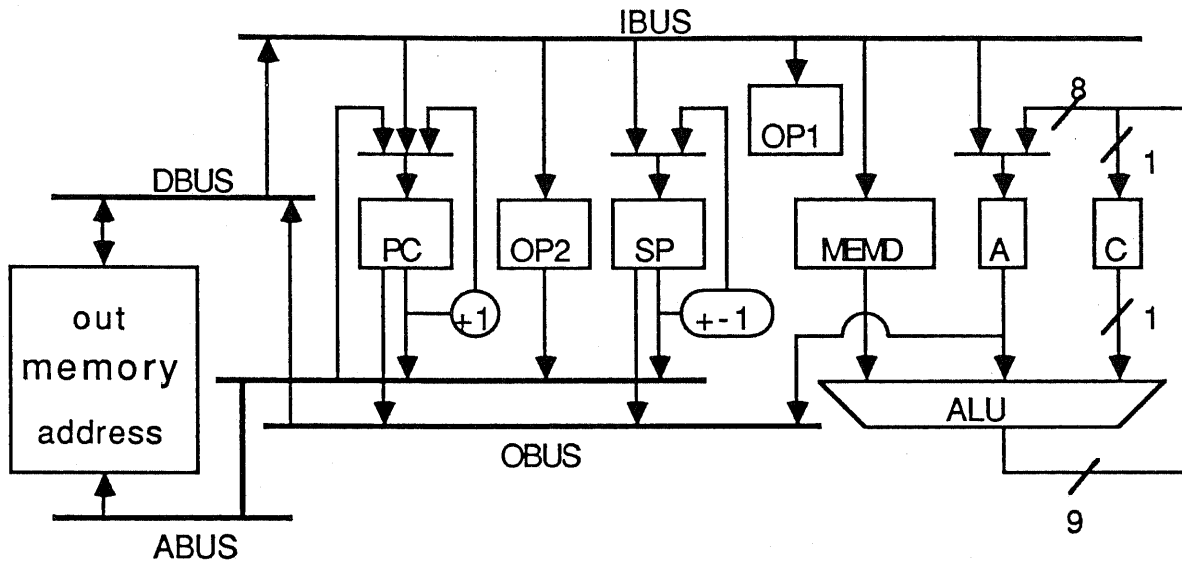 IBUS
8
OP1
1
DBUS
PC
OP2
SP
MEMD
A
C
out
memory
address
+1
+-1
1
ALU
OBUS
9
ABUS